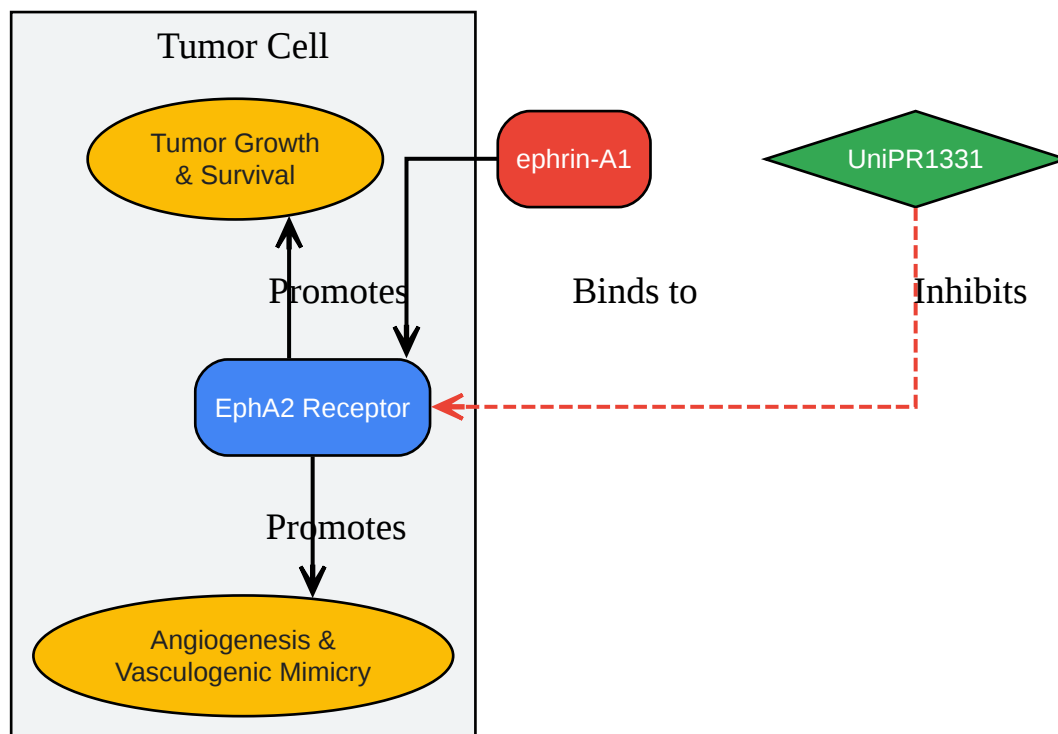 Tumor Cell
Tumor Growth
& Survival
ephrin-A1
UniPR1331
Promotes
Binds to
Inhibits
EphA2 Receptor
Promotes
Angiogenesis &
Vasculogenic Mimicry